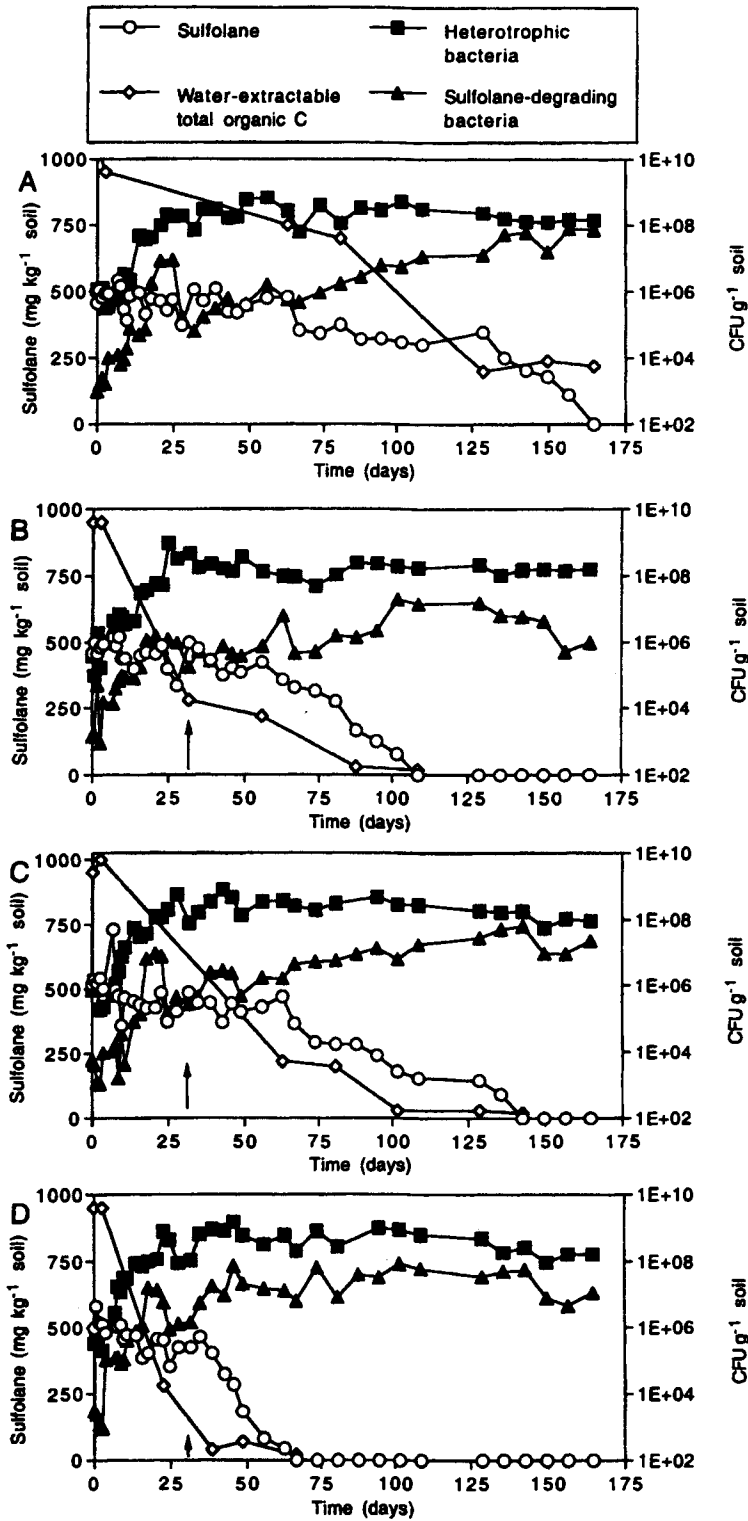 Sulfolane
Heterotrophic
bacteria
Water-extractable
total organic C
Sulfolane-degrading
bacteria
A
Sulfolane (mg kg⁻¹ soil)
1000
750
500
250
0
1E+10
1E+08
1E+06
1E+04
1E+02
CFU g⁻¹ soil
0 25 50 75 100 125 150 175
Time (days)
B
Sulfolane (mg kg⁻¹ soil)
1000
750
500
250
0
1E+10
1E+08
1E+06
1E+04
1E+02
CFU g⁻¹ soil
0 25 50 75 100 125 150 175
Time (days)
C
Sulfolane (mg kg⁻¹ soil)
1000
750
500
250
0
1E+10
1E+08
1E+06
1E+04
1E+02
CFU g⁻¹ soil
0 25 50 75 100 125 150 175
Time (days)
D
Sulfolane (mg kg⁻¹ soil)
1000
750
500
250
0
1E+10
1E+08
1E+06
1E+04
1E+02
CFU g⁻¹ soil
0 25 50 75 100 125 150 175
Time (days)